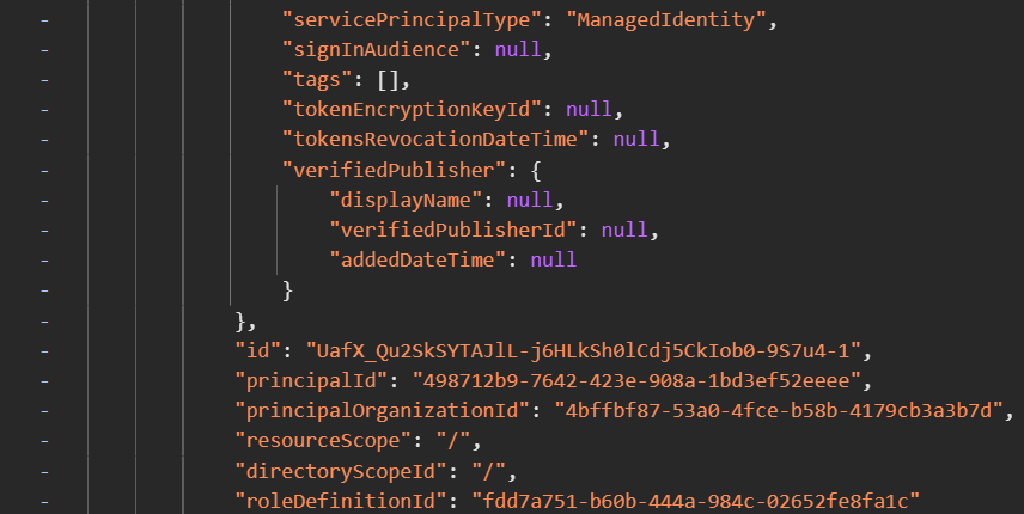 - "servicePrincipalType": "ManagedIdentity",
- "signInAudience": null,
- "tags": [],
- "tokenEncryptionKeyId": null,
- "tokensRevocationDateTime": null,
- "verifiedPublisher": {
- "displayName": null,
- "verifiedPublisherId": null,
- "addedDateTime": null
- }
- },
- "id": "UafX_Qu2SkSYTAJlL-j6HLkSh0lCdj5CkIob0-9S7u4-1",
- "principalId": "498712b9-7642-423e-908a-1bd3ef52eeee",
- "principalOrganizationId": "4bffbf87-53a0-4fce-b58b-4179cb3a3b7d",
- "resourceScope": "/",
- "directoryScopeId": "/",
- "roleDefinitionId": "fdd7a751-b60b-444a-984c-02652fe8fa1c"